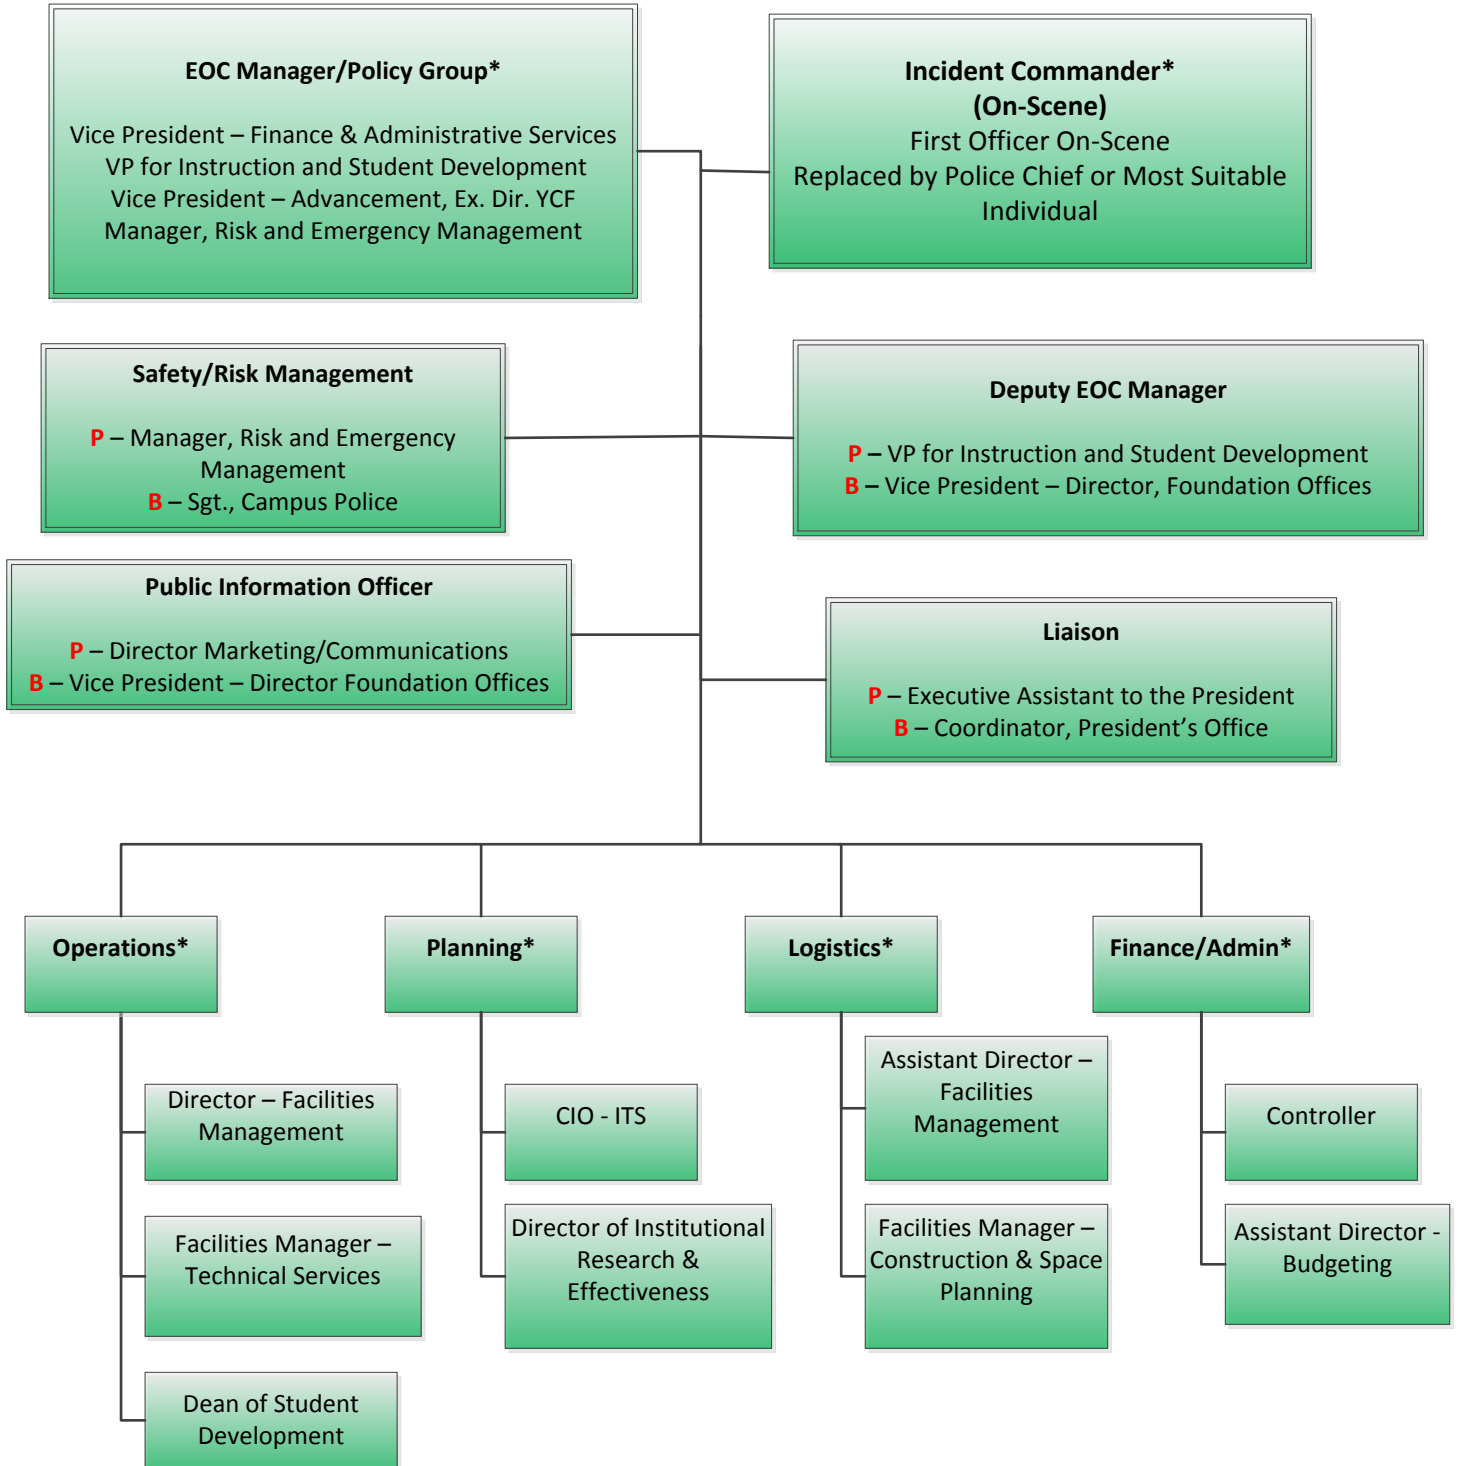 EOC Manager/Policy Group*
Vice President – Finance & Administrative Services
VP for Instruction and Student Development
Vice President – Advancement, Ex. Dir. YCF
Manager, Risk and Emergency Management
Incident Commander*
(On-Scene)
First Officer On-Scene
Replaced by Police Chief or Most Suitable
Individual
Safety/Risk Management
P – Manager, Risk and Emergency
Management
B – Sgt., Campus Police
Deputy EOC Manager
P – VP for Instruction and Student Development
B – Vice President – Director, Foundation Offices
Public Information Officer
P – Director Marketing/Communications
B – Vice President – Director Foundation Offices
Liaison
P – Executive Assistant to the President
B – Coordinator, President’s Office
Operations*
Planning*
Logistics*
Finance/Admin*
Director – Facilities
Management
Facilities Manager –
Technical Services
Dean of Student
Development
CIO - ITS
Director of Institutional
Research &
Effectiveness
Assistant Director –
Facilities
Management
Facilities Manager –
Construction & Space
Planning
Controller
Assistant Director -
Budgeting